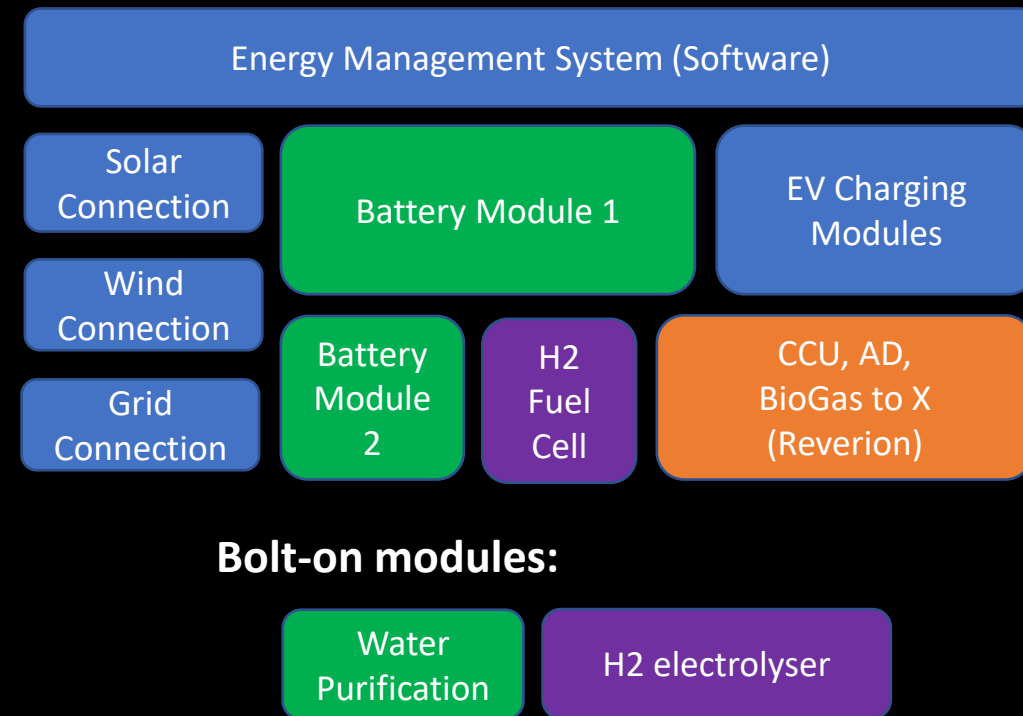 Energy Management System (Software)
Solar
Connection
Battery Module 1
EV Charging
Modules
Wind
Connection
Battery
Module
2
H2
Fuel
Cell
CCU, AD,
BioGas to X
(Reverion)
Grid
Connection
Bolt-on modules:
Water
Purification
H2 electrolyser